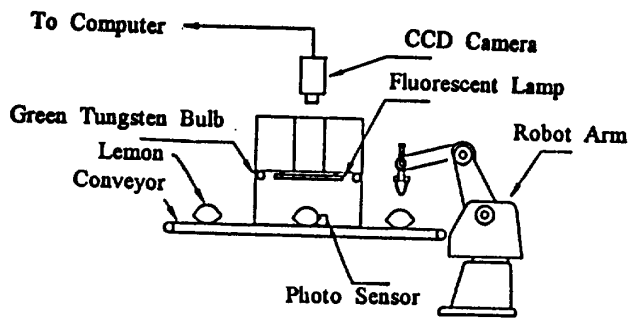 To Computer
CCD Camera
Fluorescent Lamp
Green Tungsten Bulb
Robot Arm
Lemon
Conveyor
Photo Sensor